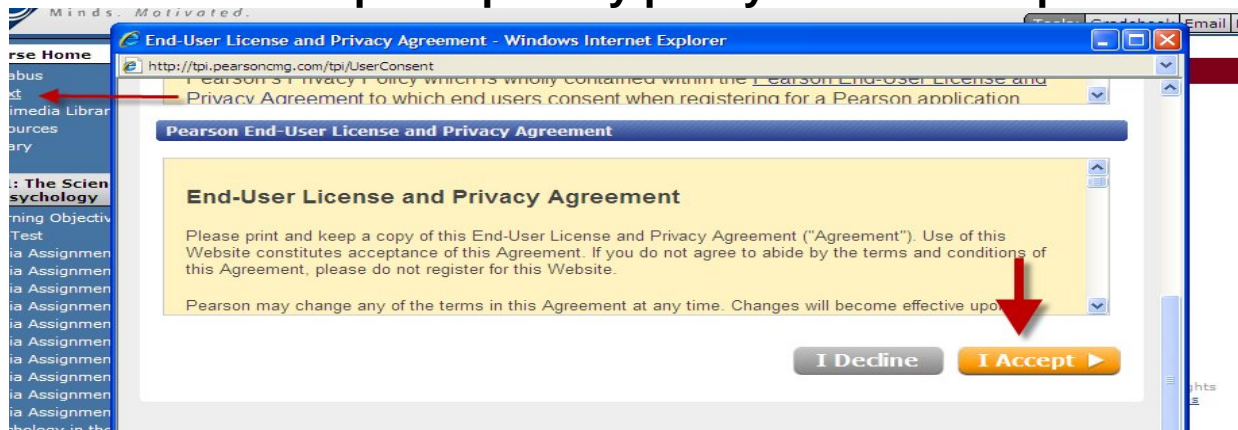 Minds. Motivated.
Email
End-User License and Privacy Agreement - Windows Internet Explorer
http://tpi.pearsoncmg.com/tpi/UserConsent
Pearson's Privacy Policy which is wholly contained within the Pearson End-User License and
Privacy Agreement to which end users consent when registering for a Pearson application
Pearson End-User License and Privacy Agreement
End-User License and Privacy Agreement
Please print and keep a copy of this End-User License and Privacy Agreement ("Agreement"). Use of this
Website constitutes acceptance of this Agreement. If you do not agree to abide by the terms and conditions of
this Agreement, please do not register for this Website.
Pearson may change any of the terms in this Agreement at any time. Changes will become effective upon
I Decline
I Accept
rse Home
abus
xt
imedia Librar
ources
ary
: The Scien
sychology
rning Objectiv
Test
ia Assignmen
ia Assignmen
ia Assignmen
ia Assignmen
ia Assignmen
ia Assignmen
ia Assignmen
ia Assignmen
ia Assignmen
ia Assignmen
ghts
s